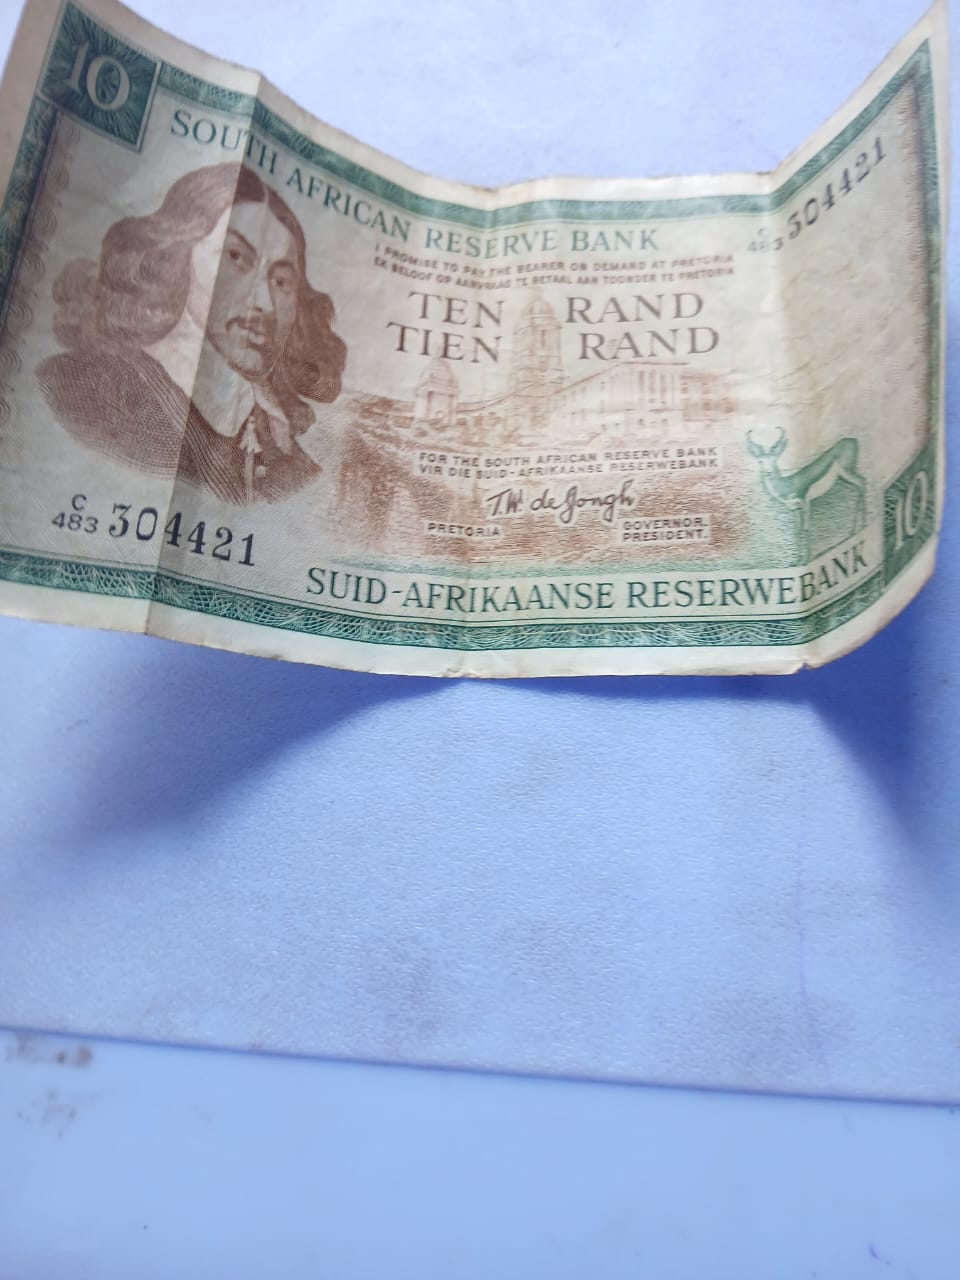 10
SOUTH AFRICAN RESERVE BANK
C
483 304421
I PROMISE TO PAY THE BEARER ON DEMAND AT PRETORIA
EK BELOOF OP AANVRAAG TE BETAAL AAN TOONDER TE PRETORIA
TEN RAND
TIEN RAND
FOR THE SOUTH AFRICAN RESERVE BANK
VIR DIE SUID-AFRIKAANSE RESERWEBANK
T.W. de Jongh
PRETORIA
GOVERNOR.
PRESIDENT.
C
483 304421
10
SUID-AFRIKAANSE RESERWEBANK